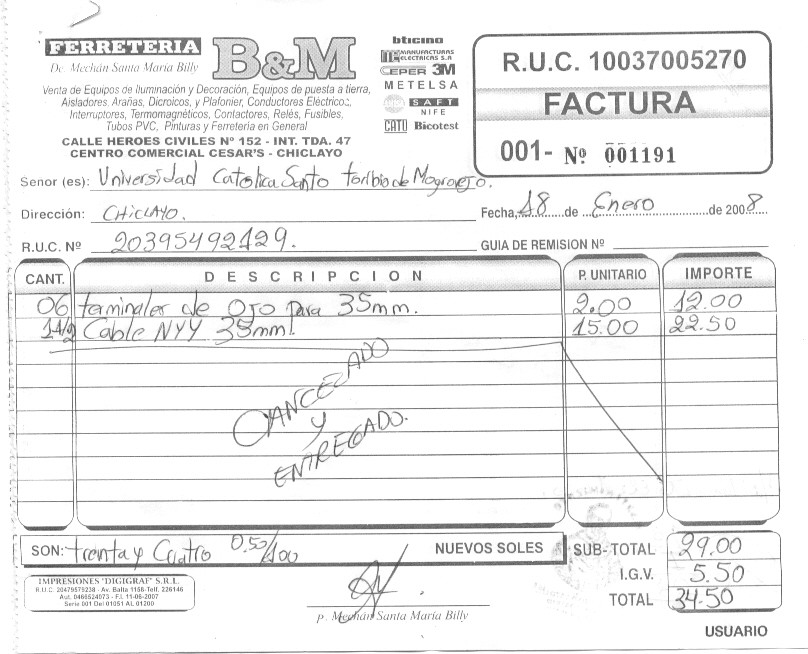 FERRETERIA B&M
De: Mechán Santa María Billy
Venta de Equipos de Iluminación y Decoración, Equipos de puesta a tierra,
Aisladores. Arañas, Dicroicos, y Plafonier, Conductores Eléctricos,
Interruptores, Termomagnéticos, Contactores, Relés, Fusibles,
Tubos PVC, Pinturas y Ferretería en General
CALLE HEROES CIVILES Nº 152 - INT. TDA. 47
CENTRO COMERCIAL CESAR'S - CHICLAYO
bticino
MANUFACTURAS ELECTRICAS S.A
CEPER 3M
METELSA
SAFT
NIFE
CATU Bicotest
R.U.C. 10037005270
FACTURA
001- Nº 001191
Senor (es): Universidad Catolica Santo toribio de Mogrovejo.
Dirección: CHICLAYO.
Fecha, 18 de Enero de 2008
R.U.C. Nº 20395492129.
GUIA DE REMISION Nº
CANT. DESCRIPCION P. UNITARIO IMPORTE
06 terminales de ojo para 35mm. 2.00 12.00
1 1/2 Cable NYY 35mm. 15.00 22.50
CANCELADO
y
ENTREGADO.
SON: treinta y Cuatro 0.50/100 NUEVOS SOLES
SUB-TOTAL 29.00
I.G.V. 5.50
TOTAL 34.50
IMPRESIONES "DIGIGRAF" S.R.L
R.U.C. 20479579238 - Av. Balta 1158-Telf. 226146
Aut. 0466524073 - F.I. 11-06-2007
Serie 001 Del 01051 AL 01200
p. Mechán Santa María Billy
USUARIO